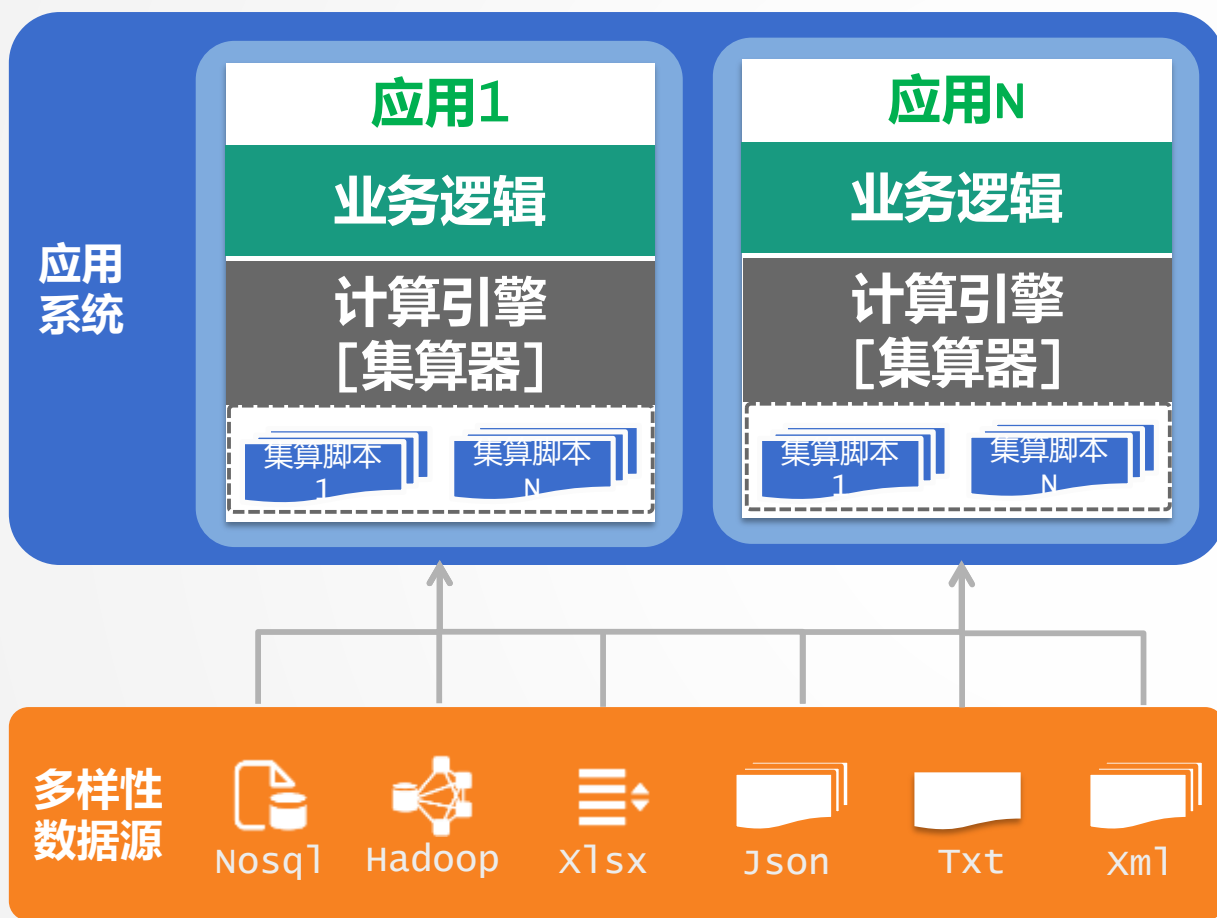 应用
系统
应用1
业务逻辑
计算引擎
[集算器]
集算脚本
1
集算脚本
N
应用N
业务逻辑
计算引擎
[集算器]
集算脚本
1
集算脚本
N
多样性
数据源
Nosql
Hadoop
Xlsx
Json
Txt
Xml